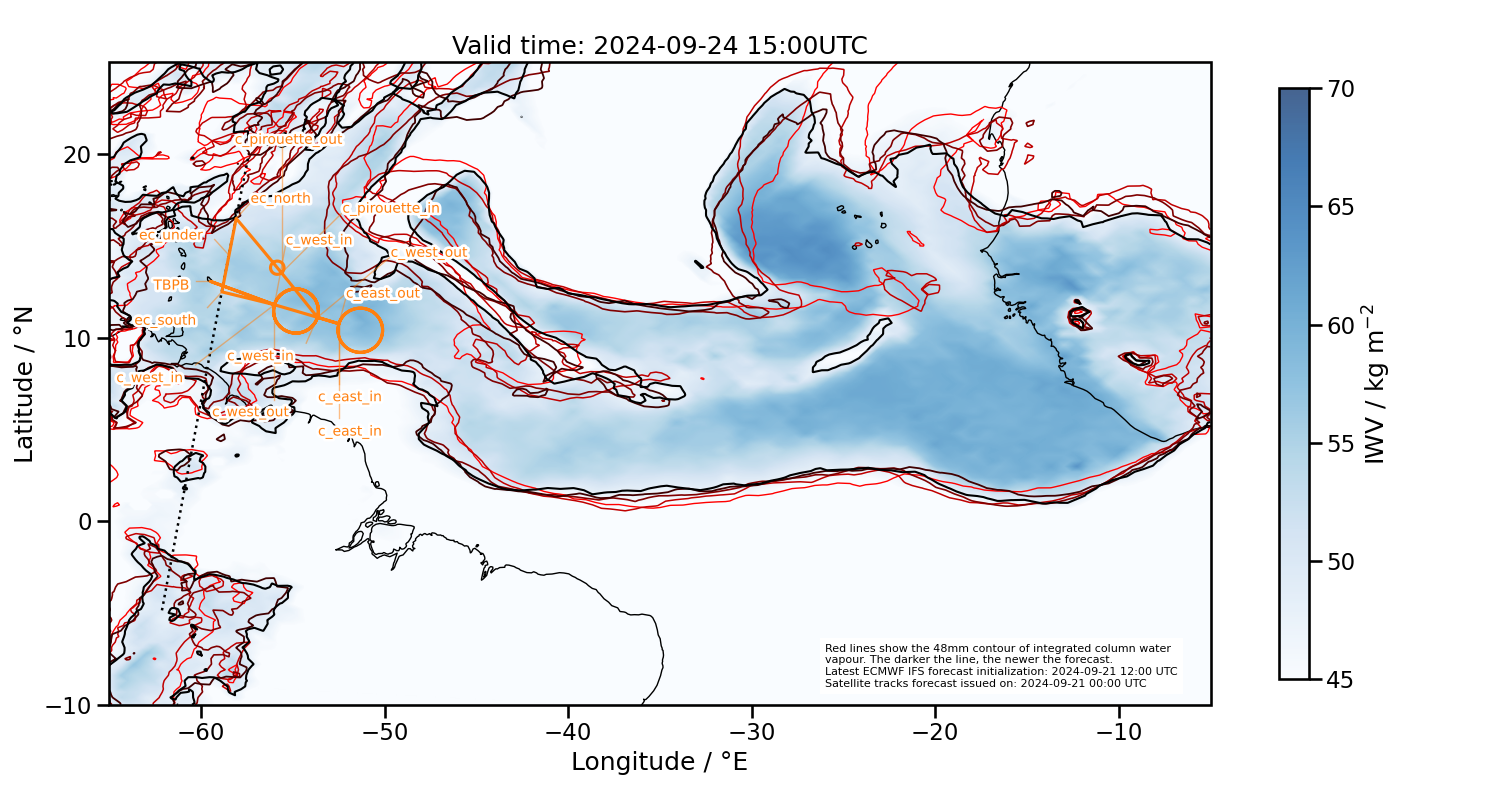 Valid time: 2024-09-24 15:00UTC
c_pirouette_out
ec_north
c_pirouette_in
ec_under
c_west_in
c_west_out
TBPB
c_east_out
ec_south
c_west_in
c_west_in
c_east_in
c_west_out
c_east_in
20
10
0
−10
Latitude / °N
−60
−50
−40
−30
−20
−10
Longitude / °E
Red lines show the 48mm contour of integrated column water
vapour. The darker the line, the newer the forecast.
Latest ECMWF IFS forecast initialization: 2024-09-21 12:00 UTC
Satellite tracks forecast issued on: 2024-09-21 00:00 UTC
70
65
60
55
50
45
IWV / kg m⁻²